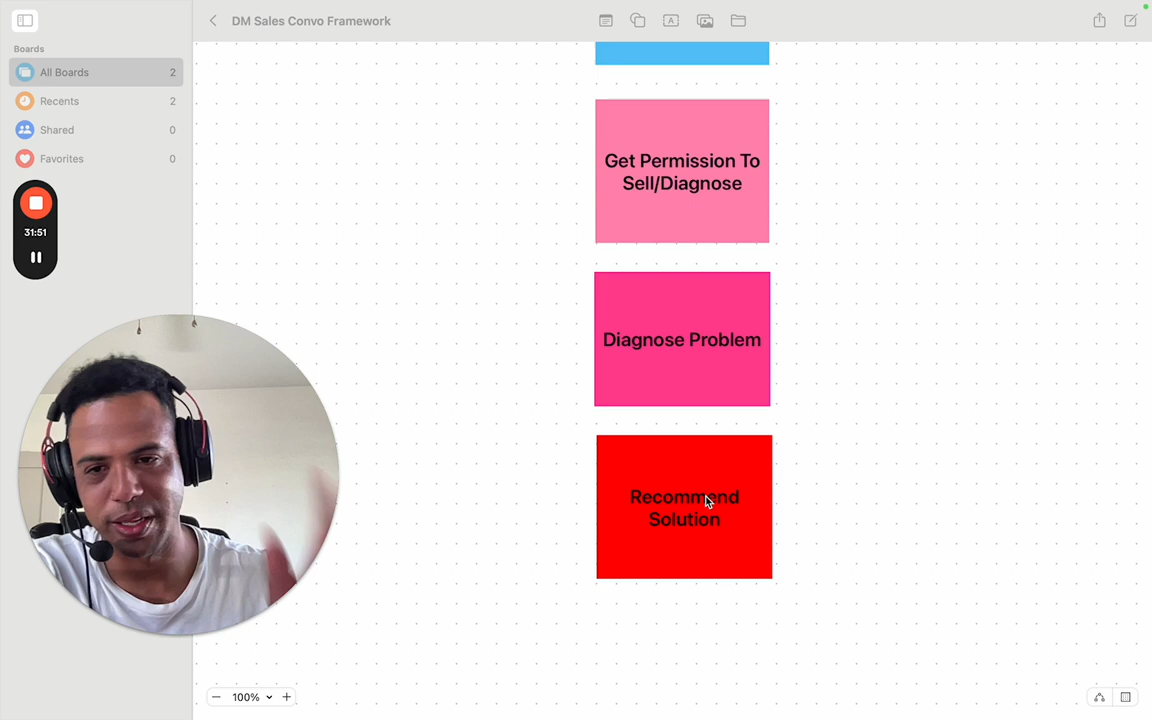 DM Sales Convo Framework
Boards
All Boards 2
Recents 2
Shared 0
Favorites 0
31:51
Get Permission To
Sell/Diagnose
Diagnose Problem
Recommend
Solution
100%